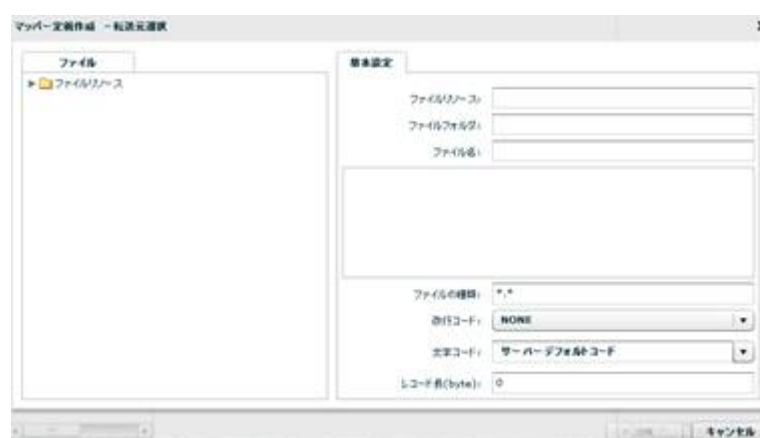 マッパー定義作成 －転送元選択
ファイル
ファイルリソース
基本設定
ファイルリソース:
ファイルフォルダ:
ファイル名:
ファイルの種類: *.*
改行コード: NONE
文字コード: サーバーデフォルトコード
レコード長(byte): 0
キャンセル